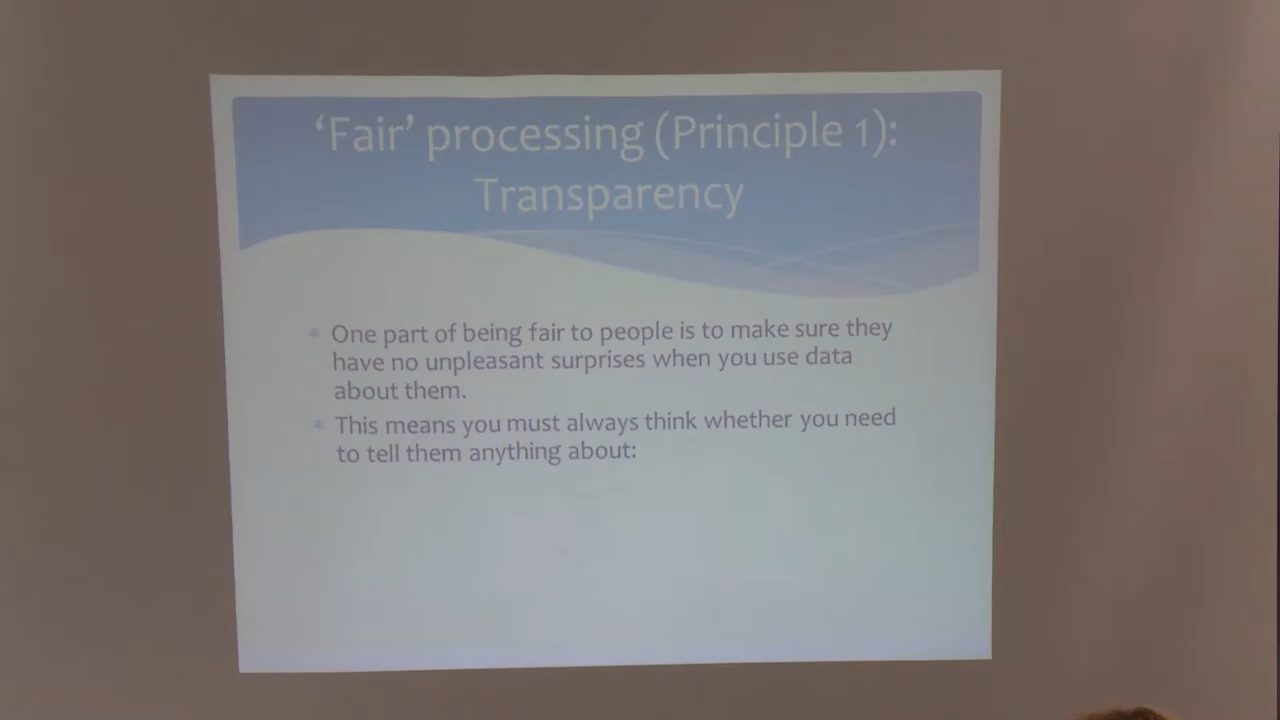 ‘Fair’ processing (Principle 1):
Transparency
One part of being fair to people is to make sure they
have no unpleasant surprises when you use data
about them.
This means you must always think whether you need
to tell them anything about: